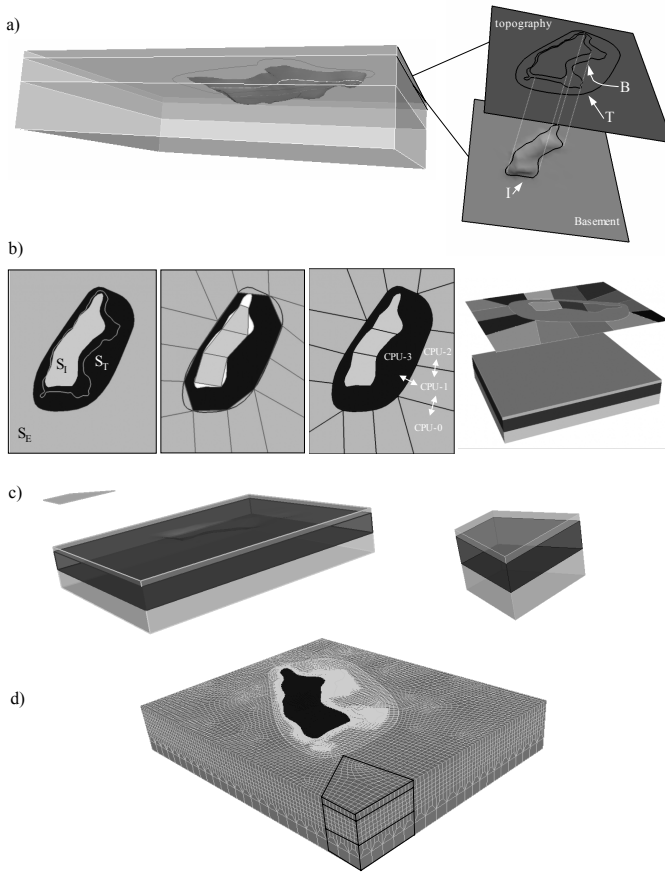 a)
topography
B
T
I
Basement
b)
S_I
S_T
S_E
CPU-3
CPU-2
CPU-1
CPU-0
c)
d)